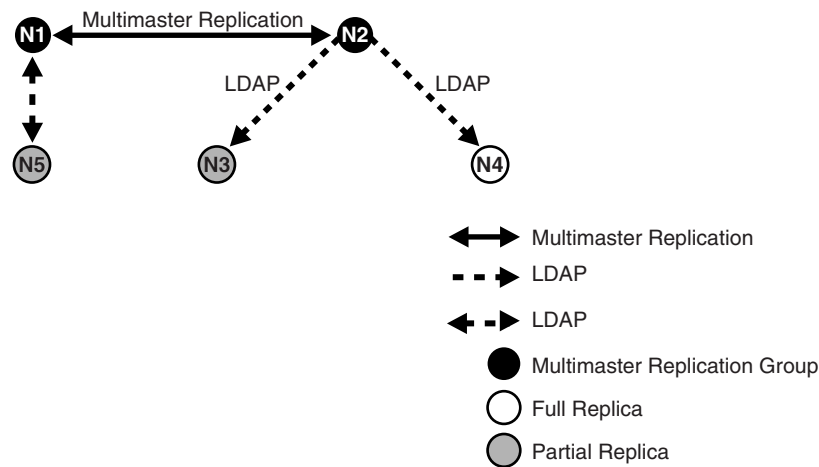 Multimaster Replication
N1
N2
LDAP
LDAP
N5
N3
N4
Multimaster Replication
LDAP
LDAP
Multimaster Replication Group
Full Replica
Partial Replica